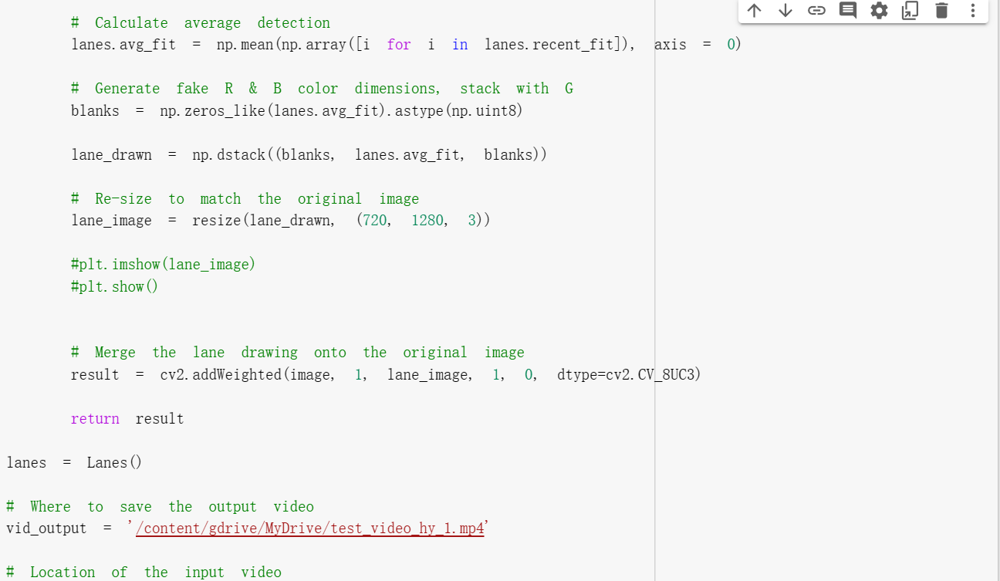 # Calculate average detection
lanes.avg_fit = np.mean(np.array([i for i in lanes.recent_fit]), axis = 0)
# Generate fake R & B color dimensions, stack with G
blanks = np.zeros_like(lanes.avg_fit).astype(np.uint8)
lane_drawn = np.dstack((blanks, lanes.avg_fit, blanks))
# Re-size to match the original image
lane_image = resize(lane_drawn, (720, 1280, 3))
#plt.imshow(lane_image)
#plt.show()
# Merge the lane drawing onto the original image
result = cv2.addWeighted(image, 1, lane_image, 1, 0, dtype=cv2.CV_8UC3)
return result
lanes = Lanes()
# Where to save the output video
vid_output = '/content/gdrive/MyDrive/test_video_hy_1.mp4'
# Location of the input video